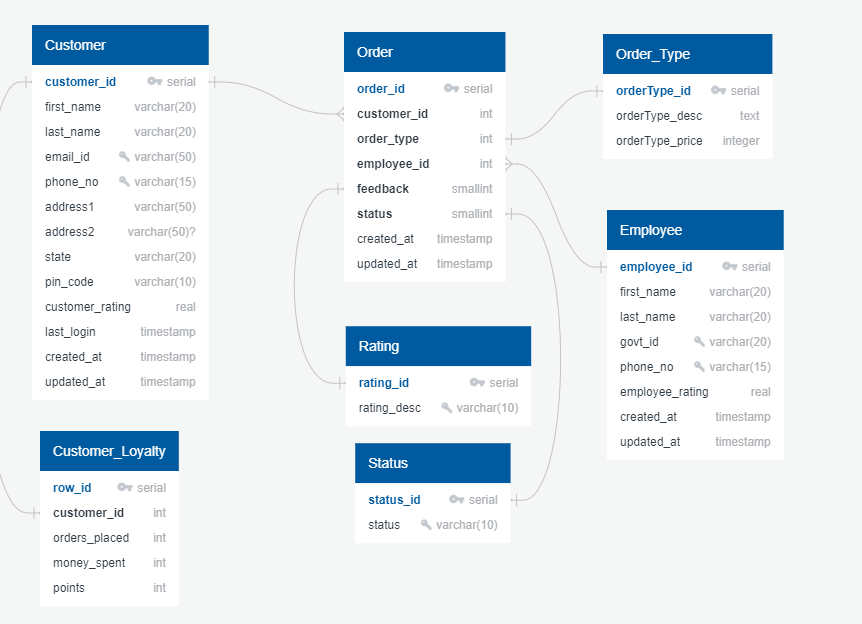 Customer
customer_id serial
first_name varchar(20)
last_name varchar(20)
email_id varchar(50)
phone_no varchar(15)
address1 varchar(50)
address2 varchar(50)?
state varchar(20)
pin_code varchar(10)
customer_rating real
last_login timestamp
created_at timestamp
updated_at timestamp
Customer_Loyalty
row_id serial
customer_id int
orders_placed int
money_spent int
points int
Order
order_id serial
customer_id int
order_type int
employee_id int
feedback smallint
status smallint
created_at timestamp
updated_at timestamp
Rating
rating_id serial
rating_desc varchar(10)
Status
status_id serial
status varchar(10)
Order_Type
orderType_id serial
orderType_desc text
orderType_price integer
Employee
employee_id serial
first_name varchar(20)
last_name varchar(20)
govt_id varchar(20)
phone_no varchar(15)
employee_rating real
created_at timestamp
updated_at timestamp